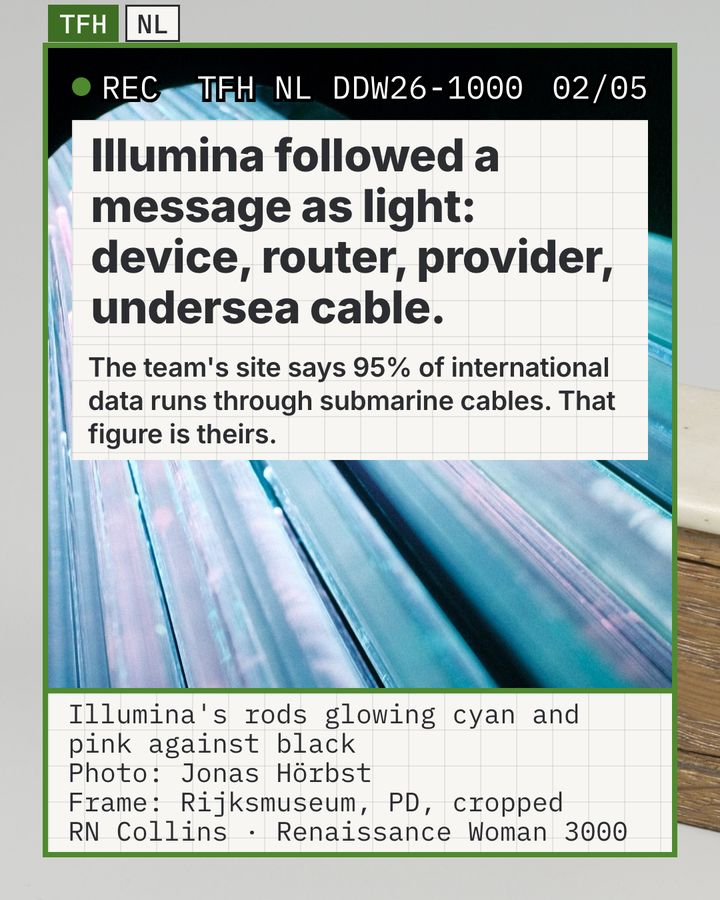 TFH NL
REC TFH NL DDW26-1000 02/05
Illumina followed a
message as light:
device, router, provider,
undersea cable.
The team's site says 95% of international
data runs through submarine cables. That
figure is theirs.
Illumina's rods glowing cyan and
pink against black
Photo: Jonas Hörbst
Frame: Rijksmuseum, PD, cropped
RN Collins · Renaissance Woman 3000